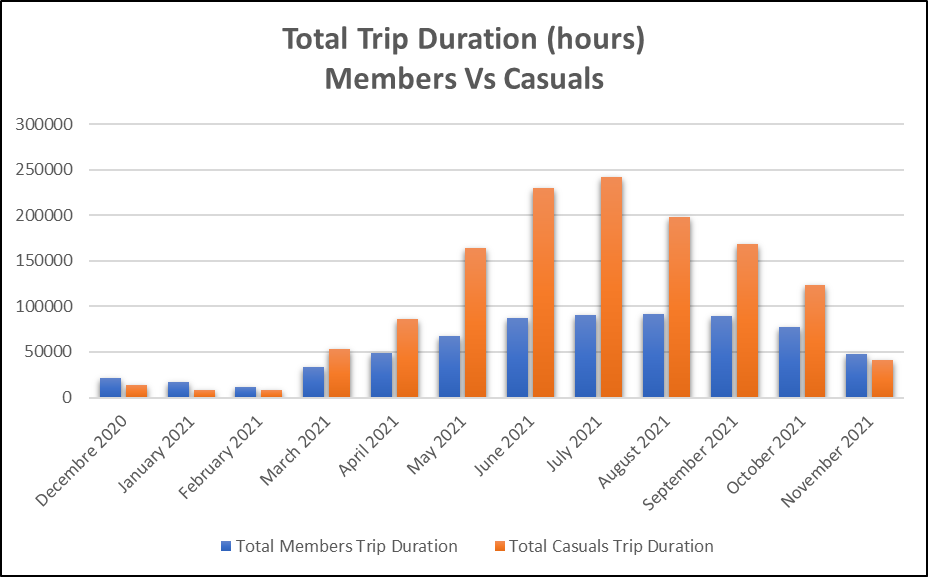 Total Trip Duration (hours)
Members Vs Casuals
300000
250000
200000
150000
100000
50000
0
Decembre 2020
January 2021
February 2021
March 2021
April 2021
May 2021
June 2021
July 2021
August 2021
September 2021
October 2021
November 2021
Total Members Trip Duration
Total Casuals Trip Duration